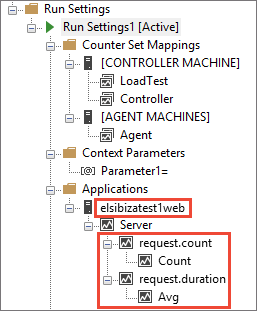 Run Settings
Run Settings1 [Active]
Counter Set Mappings
[CONTROLLER MACHINE]
LoadTest
Controller
[AGENT MACHINES]
Agent
Context Parameters
Parameter1=
Applications
elsibizatest1web
Server
request.count
Count
request.duration
Avg